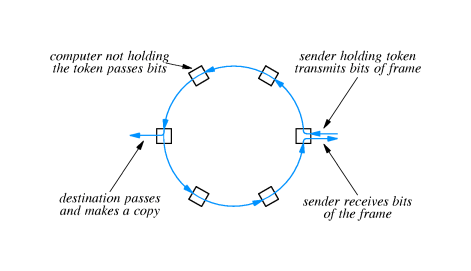 computer not holding
the token passes bits
sender holding token
transmits bits of frame
destination passes
and makes a copy
sender receives bits
of the frame